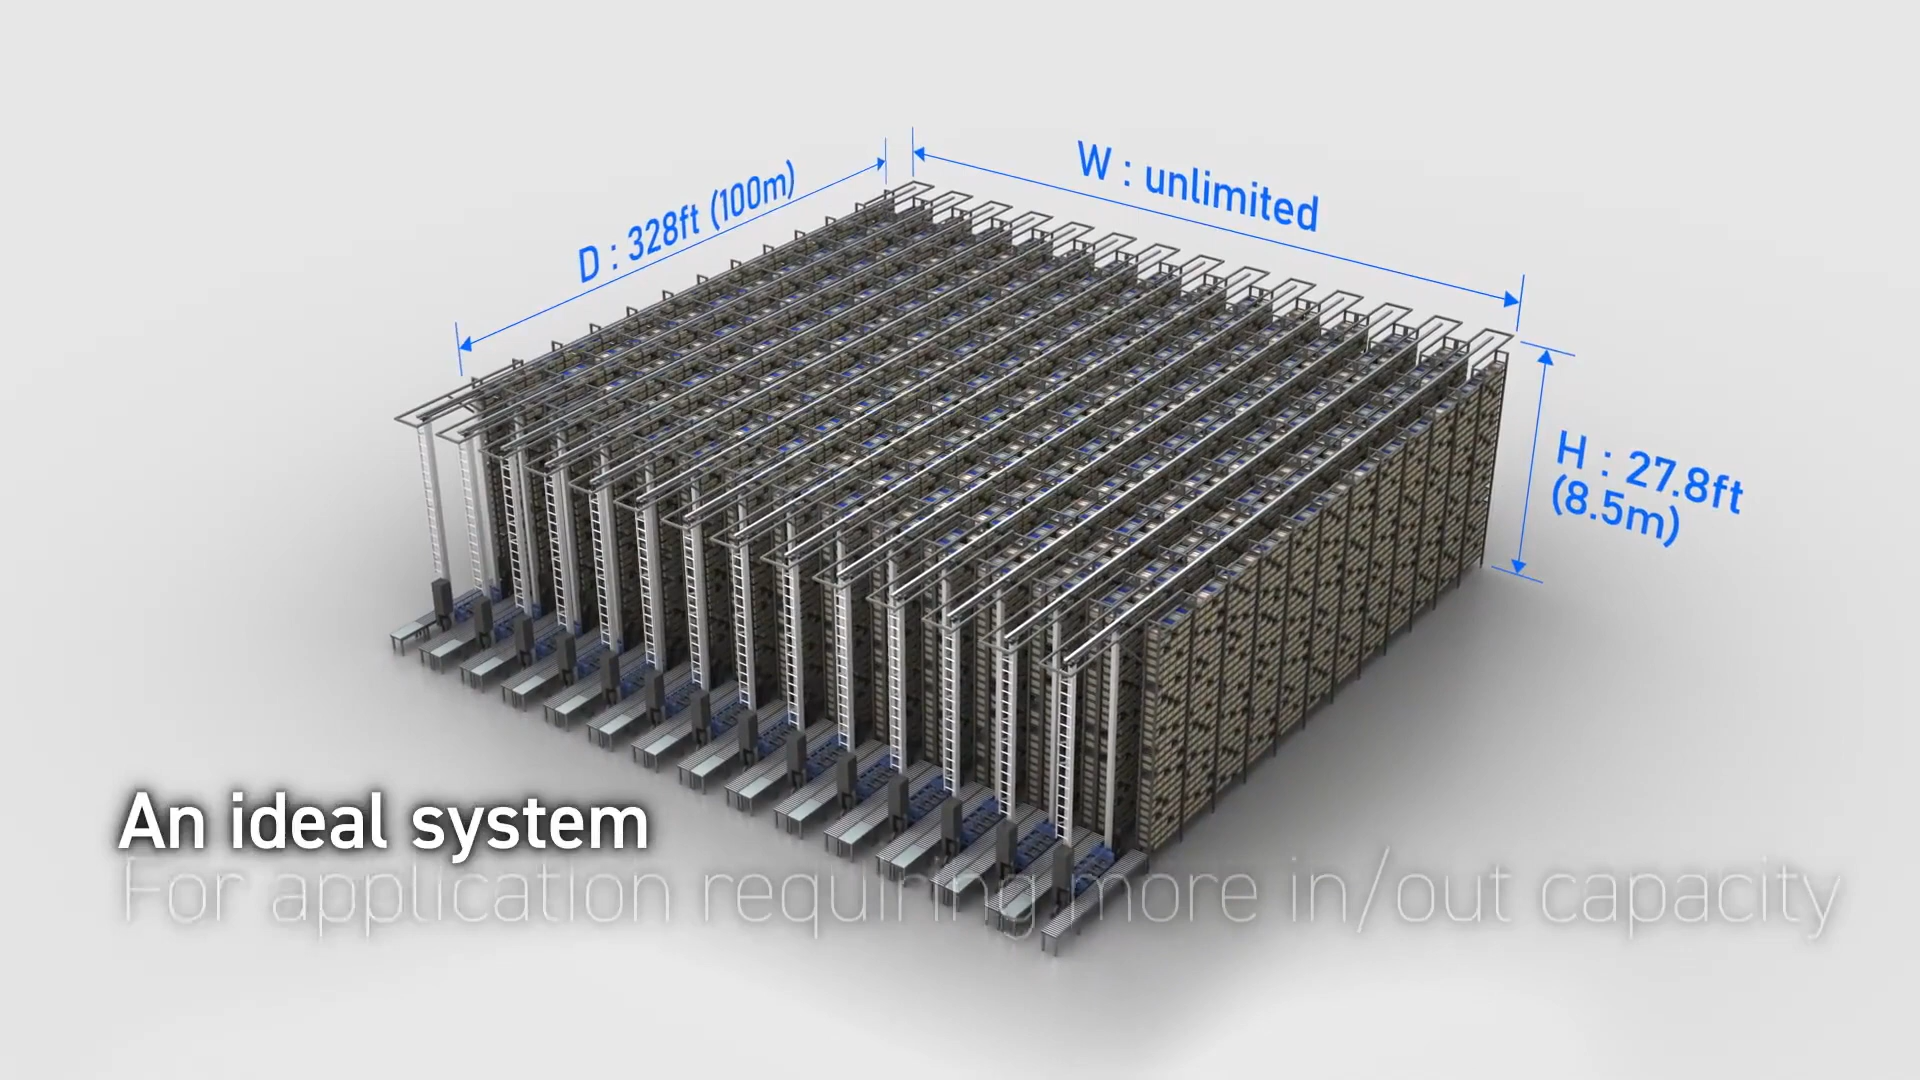 D : 328ft (100m)
W : unlimited
H : 27.8ft
(8.5m)
An ideal system
For application requiring more in/out capacity